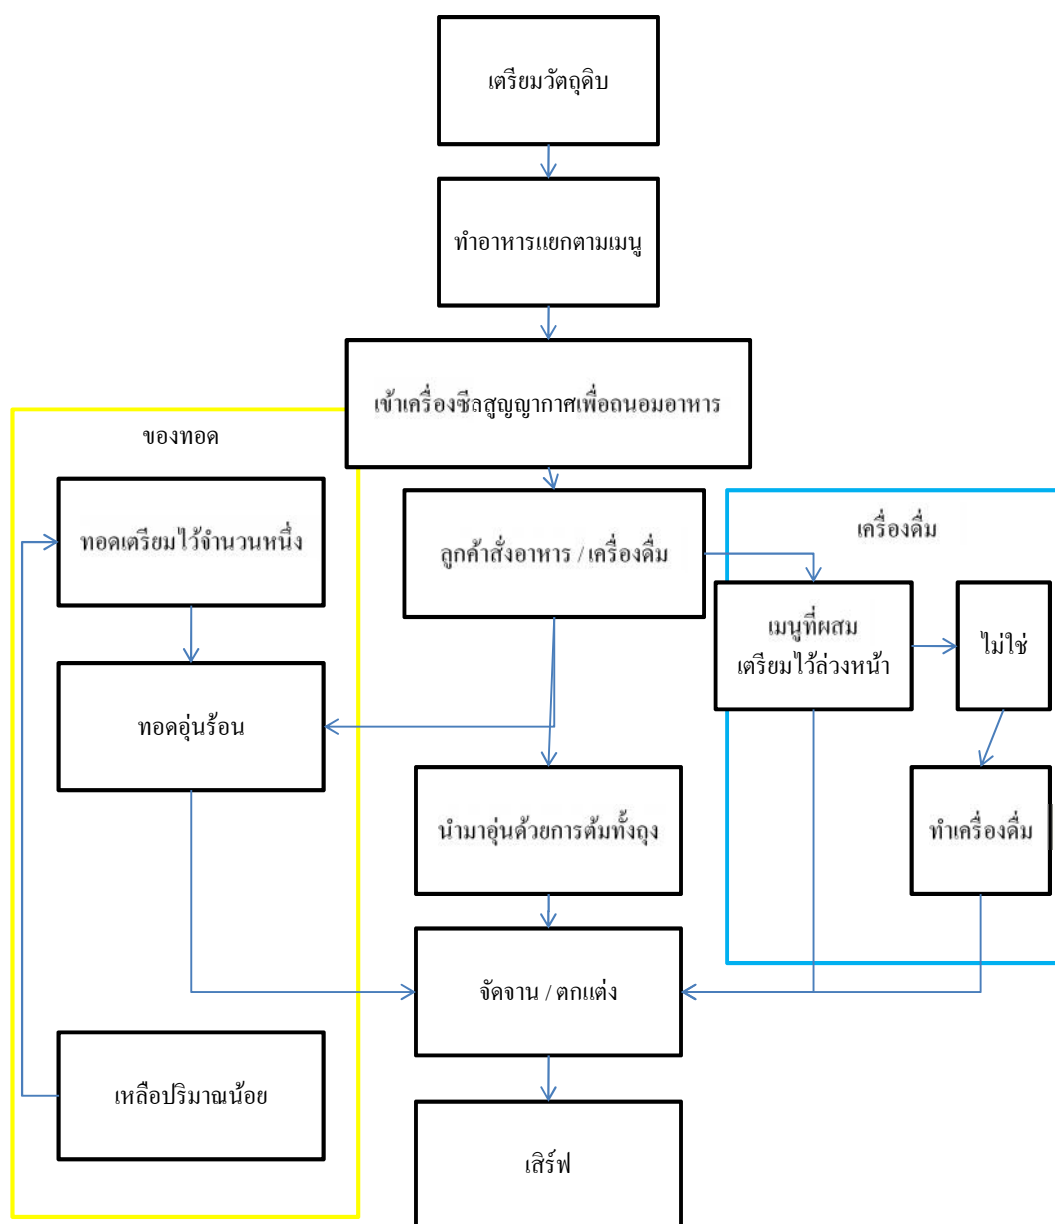 เตรียมวัตถุดิบ
ทำอาหารแยกตามเมนู
เข้าเครื่องซีลสูญญากาศเพื่อถนอมอาหาร
ของทอด
ทอดเตรียมไว้จำนวนหนึ่ง
ลูกค้าสั่งอาหาร / เครื่องดื่ม
เครื่องดื่ม
เมนูที่ผสม
เตรียมไว้ล่วงหน้า
ไม่ใช่
ทอดอุ่นร้อน
นำมาอุ่นด้วยการต้มทั้งถุง
ทำเครื่องดื่ม
จัดจาน / ตกแต่ง
เหลือปริมาณน้อย
เสิร์ฟ